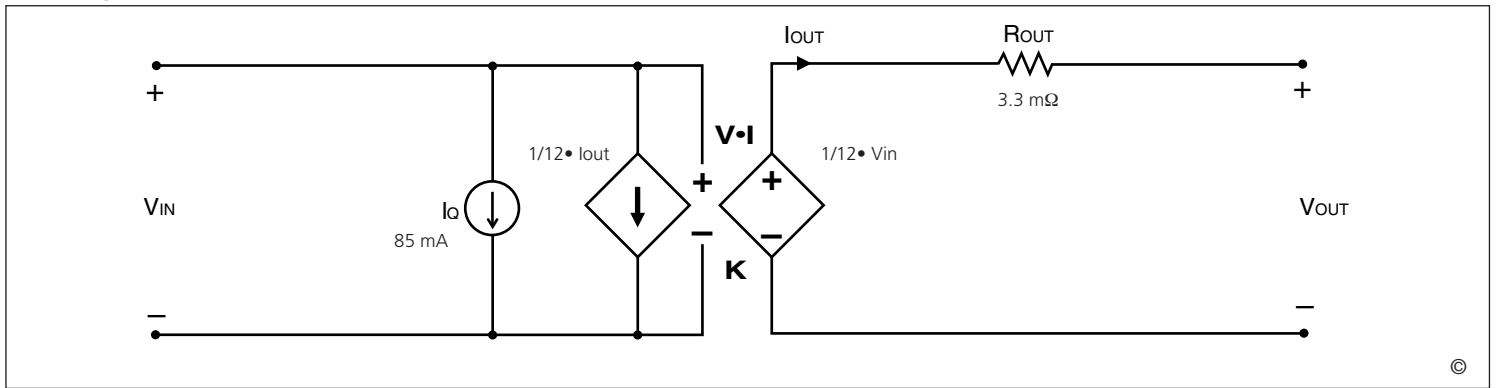 IOUT
ROUT
+
+
3.3 mΩ
V•I
1/12• Iout
1/12• Vin
+
+
VIN
IQ
VOUT
85 mA
−
−
K
−
−
©